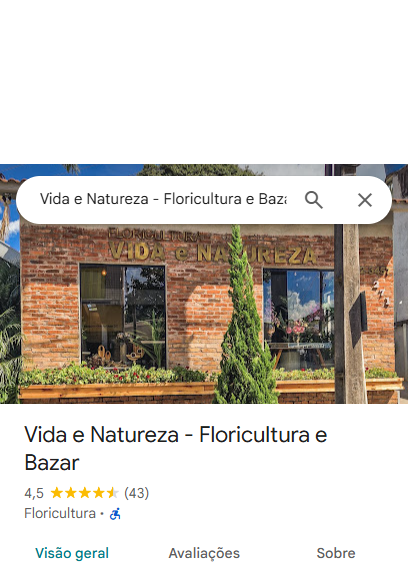 Vida e Natureza - Floricultura e Baza
FLORICULTURA
VIDA e NATUREZA
242
Vida e Natureza - Floricultura e
Bazar
4,5 (43)
Floricultura ·
Visão geral Avaliações Sobre